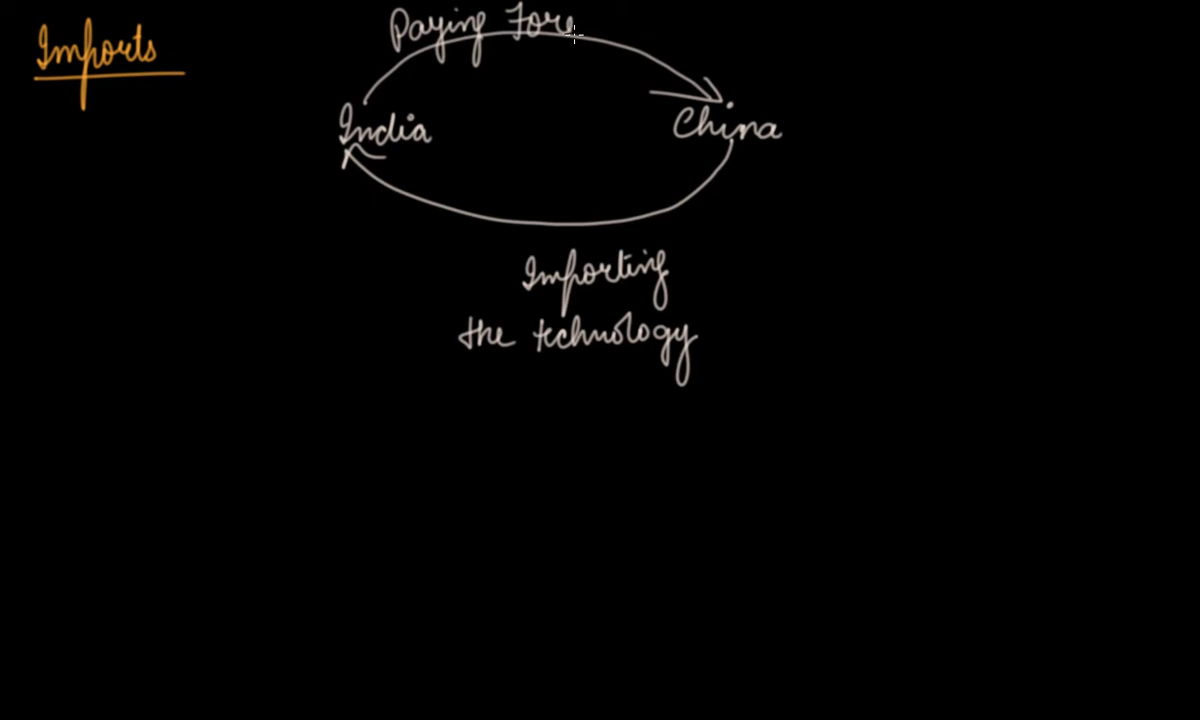 Imports
Paying Fore
India
China
Importing
the technology